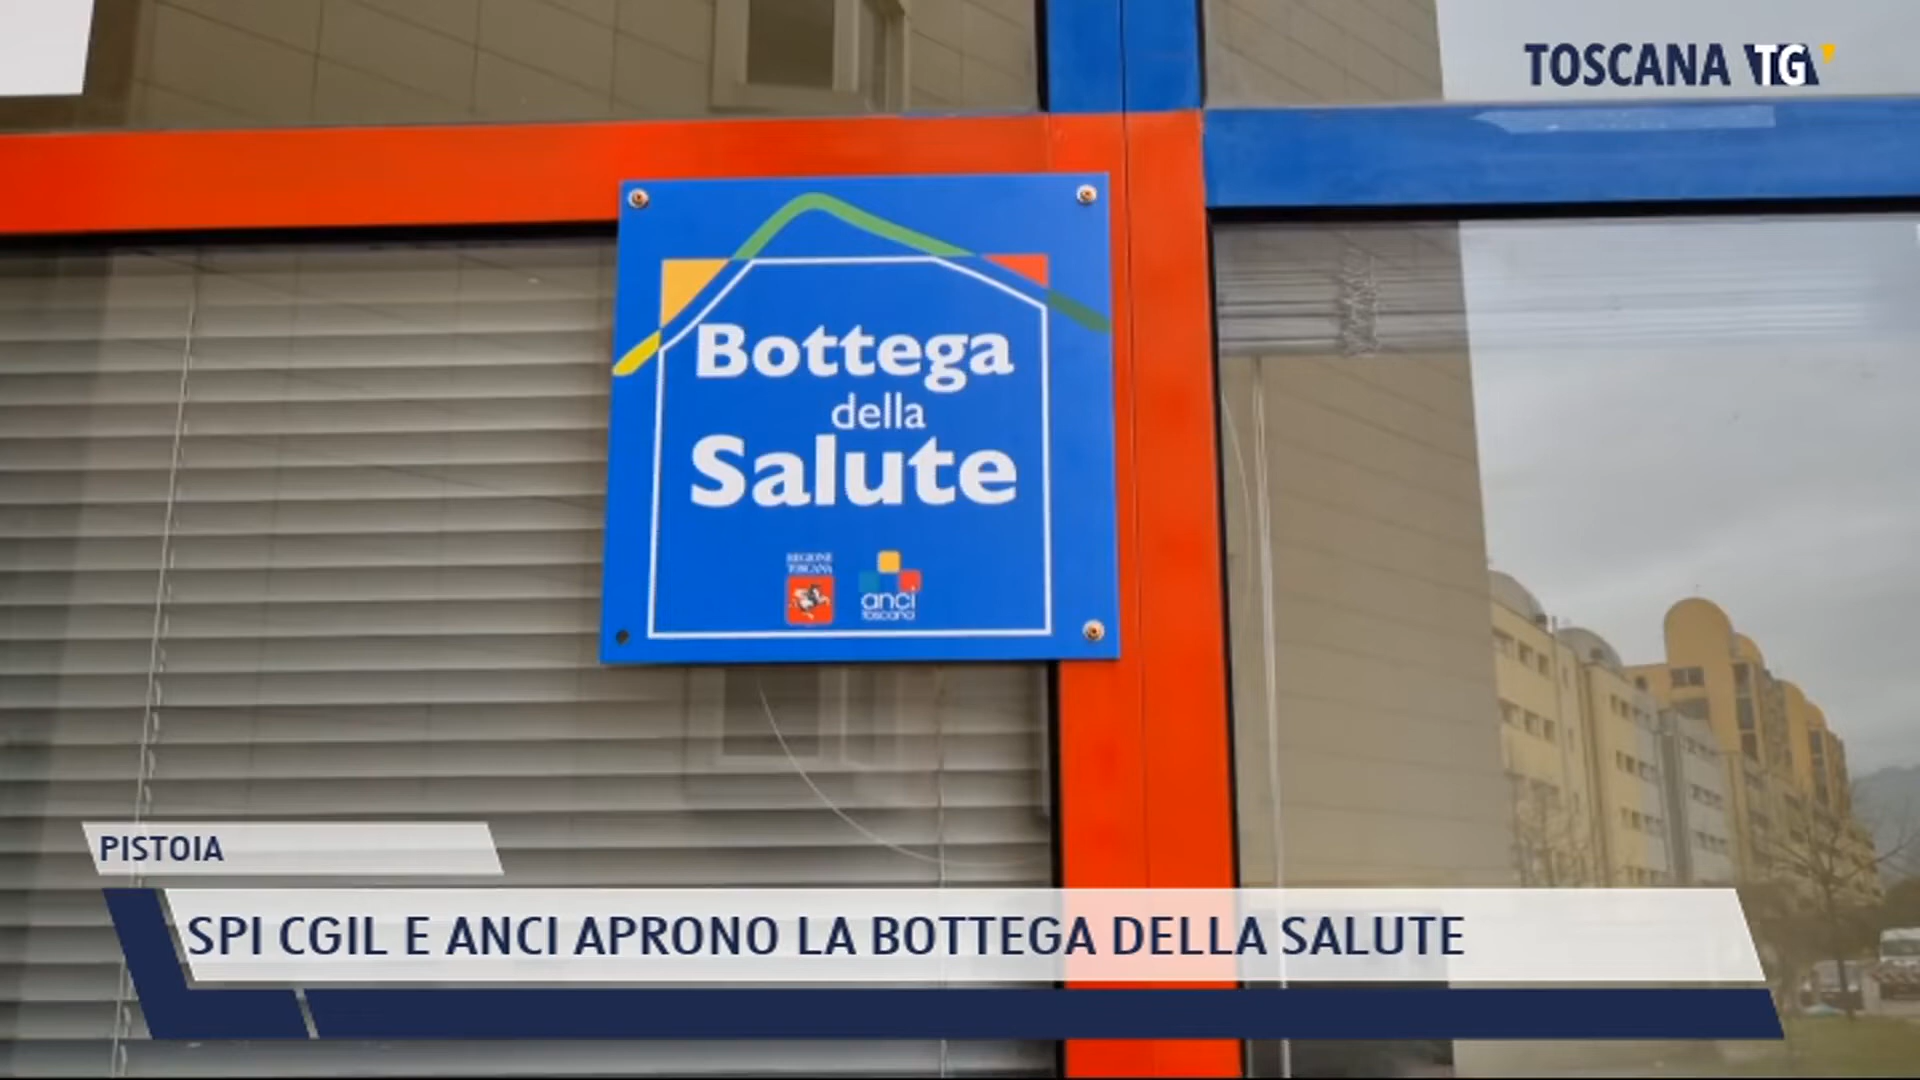 TOSCANA TG
Bottega
della
Salute
REGIONE
TOSCANA
anci
toscana
PISTOIA
SPI CGIL E ANCI APRONO LA BOTTEGA DELLA SALUTE